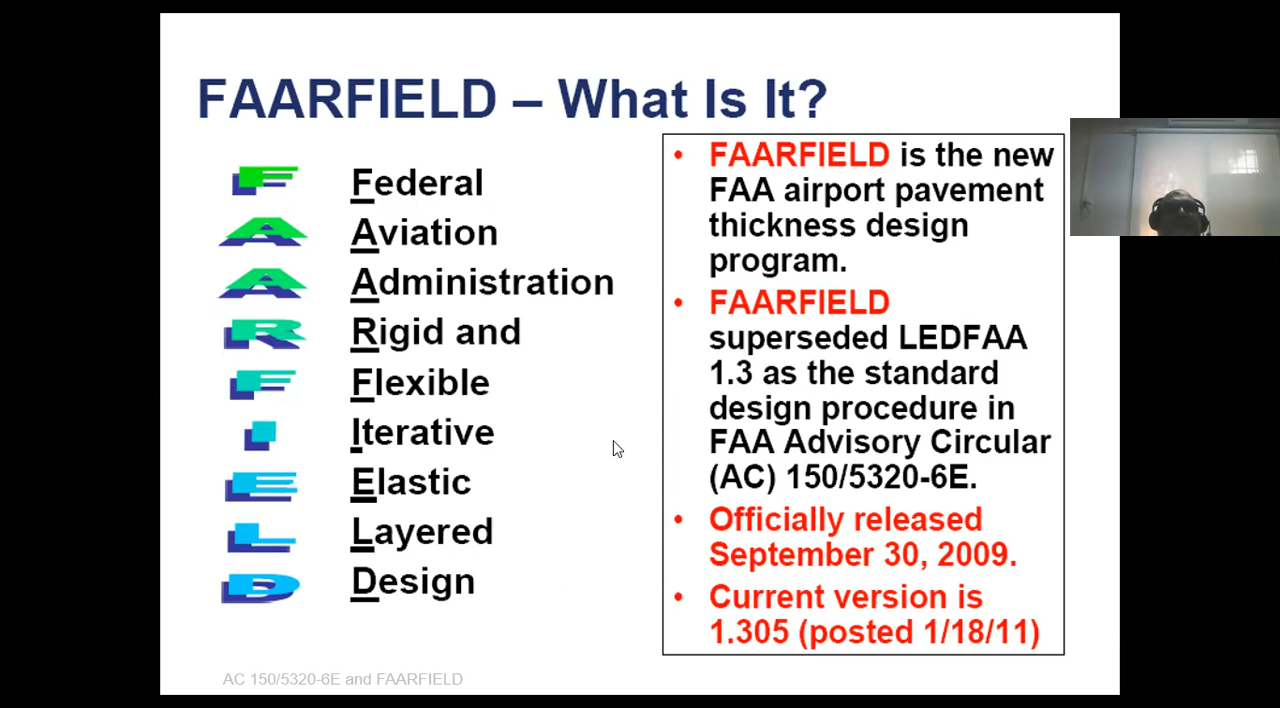 FAARFIELD – What Is It?
F Federal
A Aviation
A Administration
R Rigid and
F Flexible
I Iterative
E Elastic
L Layered
D Design
• FAARFIELD is the new
FAA airport pavement
thickness design
program.
• FAARFIELD
superseded LEDFAA
1.3 as the standard
design procedure in
FAA Advisory Circular
(AC) 150/5320-6E.
• Officially released
September 30, 2009.
• Current version is
1.305 (posted 1/18/11)
AC 150/5320-6E and FAARFIELD